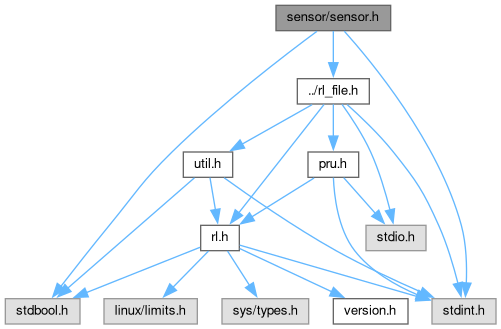 sensor/sensor.h
../rl_file.h
util.h
pru.h
rl.h
stdio.h
stdbool.h
linux/limits.h
sys/types.h
version.h
stdint.h